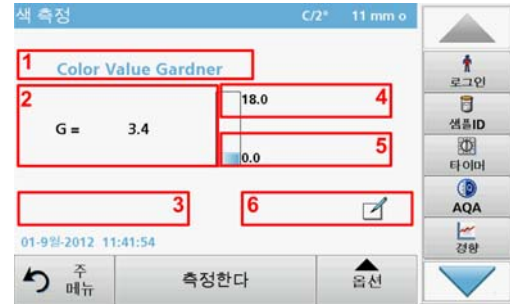 색 측정 C/2° 11 mm o
1 Color Value Gardner
2 G = 3.4
18.0 4
0.0 5
3
6
01-9월-2012 11:41:54
주 메뉴
측정한다
옵션
로그인
샘플ID
타이머
AQA
경향